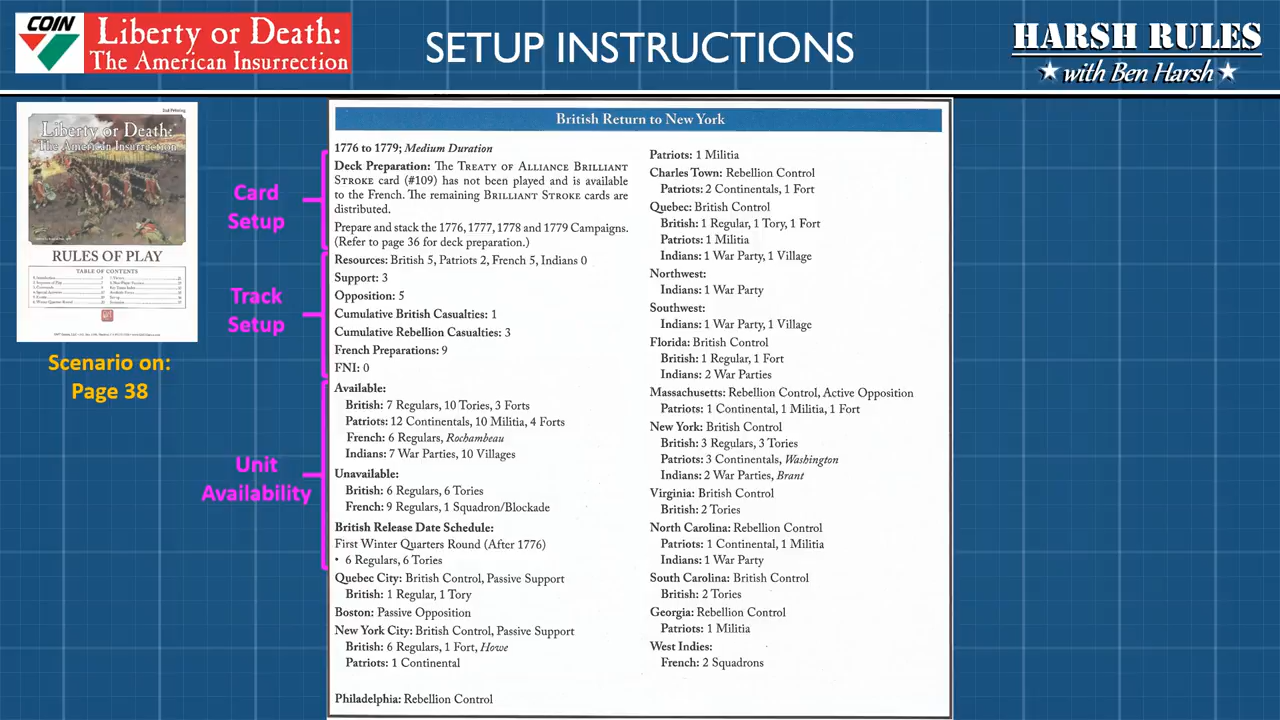 COIN
Liberty or Death:
The American Insurrection
SETUP INSTRUCTIONS
HARSH RULES
with Ben Harsh
2nd Printing
Liberty or Death:
The American Insurrection
RULES OF PLAY
TABLE OF CONTENTS
Scenario on:
Page 38
Card
Setup
Track
Setup
Unit
Availability
British Return to New York
1776 to 1779; Medium Duration
Deck Preparation: The Treaty of Alliance Brilliant
Stroke card (#109) has not been played and is available
to the French. The remaining Brilliant Stroke cards are
distributed.
Prepare and stack the 1776, 1777, 1778 and 1779 Campaigns.
(Refer to page 36 for deck preparation.)
Resources: British 5, Patriots 2, French 5, Indians 0
Support: 3
Opposition: 5
Cumulative British Casualties: 1
Cumulative Rebellion Casualties: 3
French Preparations: 9
FNI: 0
Available:
British: 7 Regulars, 10 Tories, 3 Forts
Patriots: 12 Continentals, 10 Militia, 4 Forts
French: 6 Regulars, Rochambeau
Indians: 7 War Parties, 10 Villages
Unavailable:
British: 6 Regulars, 6 Tories
French: 9 Regulars, 1 Squadron/Blockade
British Release Date Schedule:
First Winter Quarters Round (After 1776)
• 6 Regulars, 6 Tories
Quebec City: British Control, Passive Support
British: 1 Regular, 1 Tory
Boston: Passive Opposition
New York City: British Control, Passive Support
British: 6 Regulars, 1 Fort, Howe
Patriots: 1 Continental
Philadelphia: Rebellion Control
Patriots: 1 Militia
Charles Town: Rebellion Control
Patriots: 2 Continentals, 1 Fort
Quebec: British Control
British: 1 Regular, 1 Tory, 1 Fort
Patriots: 1 Militia
Indians: 1 War Party, 1 Village
Northwest:
Indians: 1 War Party
Southwest:
Indians: 1 War Party, 1 Village
Florida: British Control
British: 1 Regular, 1 Fort
Indians: 2 War Parties
Massachusetts: Rebellion Control, Active Opposition
Patriots: 1 Continental, 1 Militia, 1 Fort
New York: British Control
British: 3 Regulars, 3 Tories
Patriots: 3 Continentals, Washington
Indians: 2 War Parties, Brant
Virginia: British Control
British: 2 Tories
North Carolina: Rebellion Control
Patriots: 1 Continental, 1 Militia
Indians: 1 War Party
South Carolina: British Control
British: 2 Tories
Georgia: Rebellion Control
Patriots: 1 Militia
West Indies:
French: 2 Squadrons